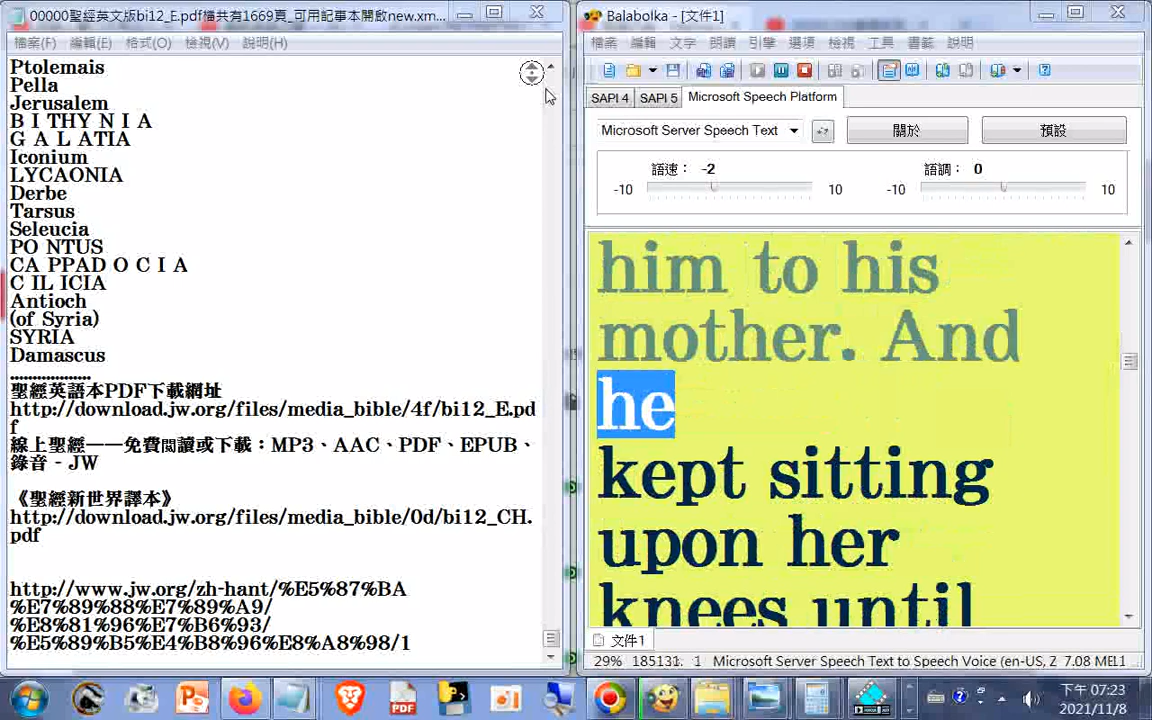 00000聖經英文版bi12_E.pdf檔共有1669頁_可用記事本開啟new.xm...
檔案(F) 編輯(E) 格式(O) 檢視(V) 說明(H)
Ptolemais
Pella
Jerusalem
B I THY N I A
G A L A T I A
Iconium
LYCAONIA
Derbe
Tarsus
Seleucia
PO NTUS
CA PPAD O C I A
C IL ICIA
Antioch
(of Syria)
SYRIA
Damascus
..................
聖經英語本PDF下載網址
http://download.jw.org/files/media_bible/4f/bi12_E.pd
f
線上聖經——免費閱讀或下載：MP3、AAC、PDF、EPUB、
錄音 - JW
《聖經新世界譯本》
http://download.jw.org/files/media_bible/0d/bi12_CH.
pdf
http://www.jw.org/zh-hant/%E5%87%BA
%E7%89%88%E7%89%A9/
%E8%81%96%E7%B6%93/
%E5%89%B5%E4%B8%96%E8%A8%98/1
Balabolka - [文件1]
檔案 編輯 文字 朗讀 引擎 選項 檢視 工具 書籤 說明
SAPI 4 SAPI 5 Microsoft Speech Platform
Microsoft Server Speech Text 關於 預設
語速： -2 語調： 0
-10 10 -10 10
him to his
mother. And
he
kept sitting
upon her
knees until
文件1
29% 185131: 1 Microsoft Server Speech Text to Speech Voice (en-US, Z 7.08 ME
PDF
下午 07:23
2021/11/8